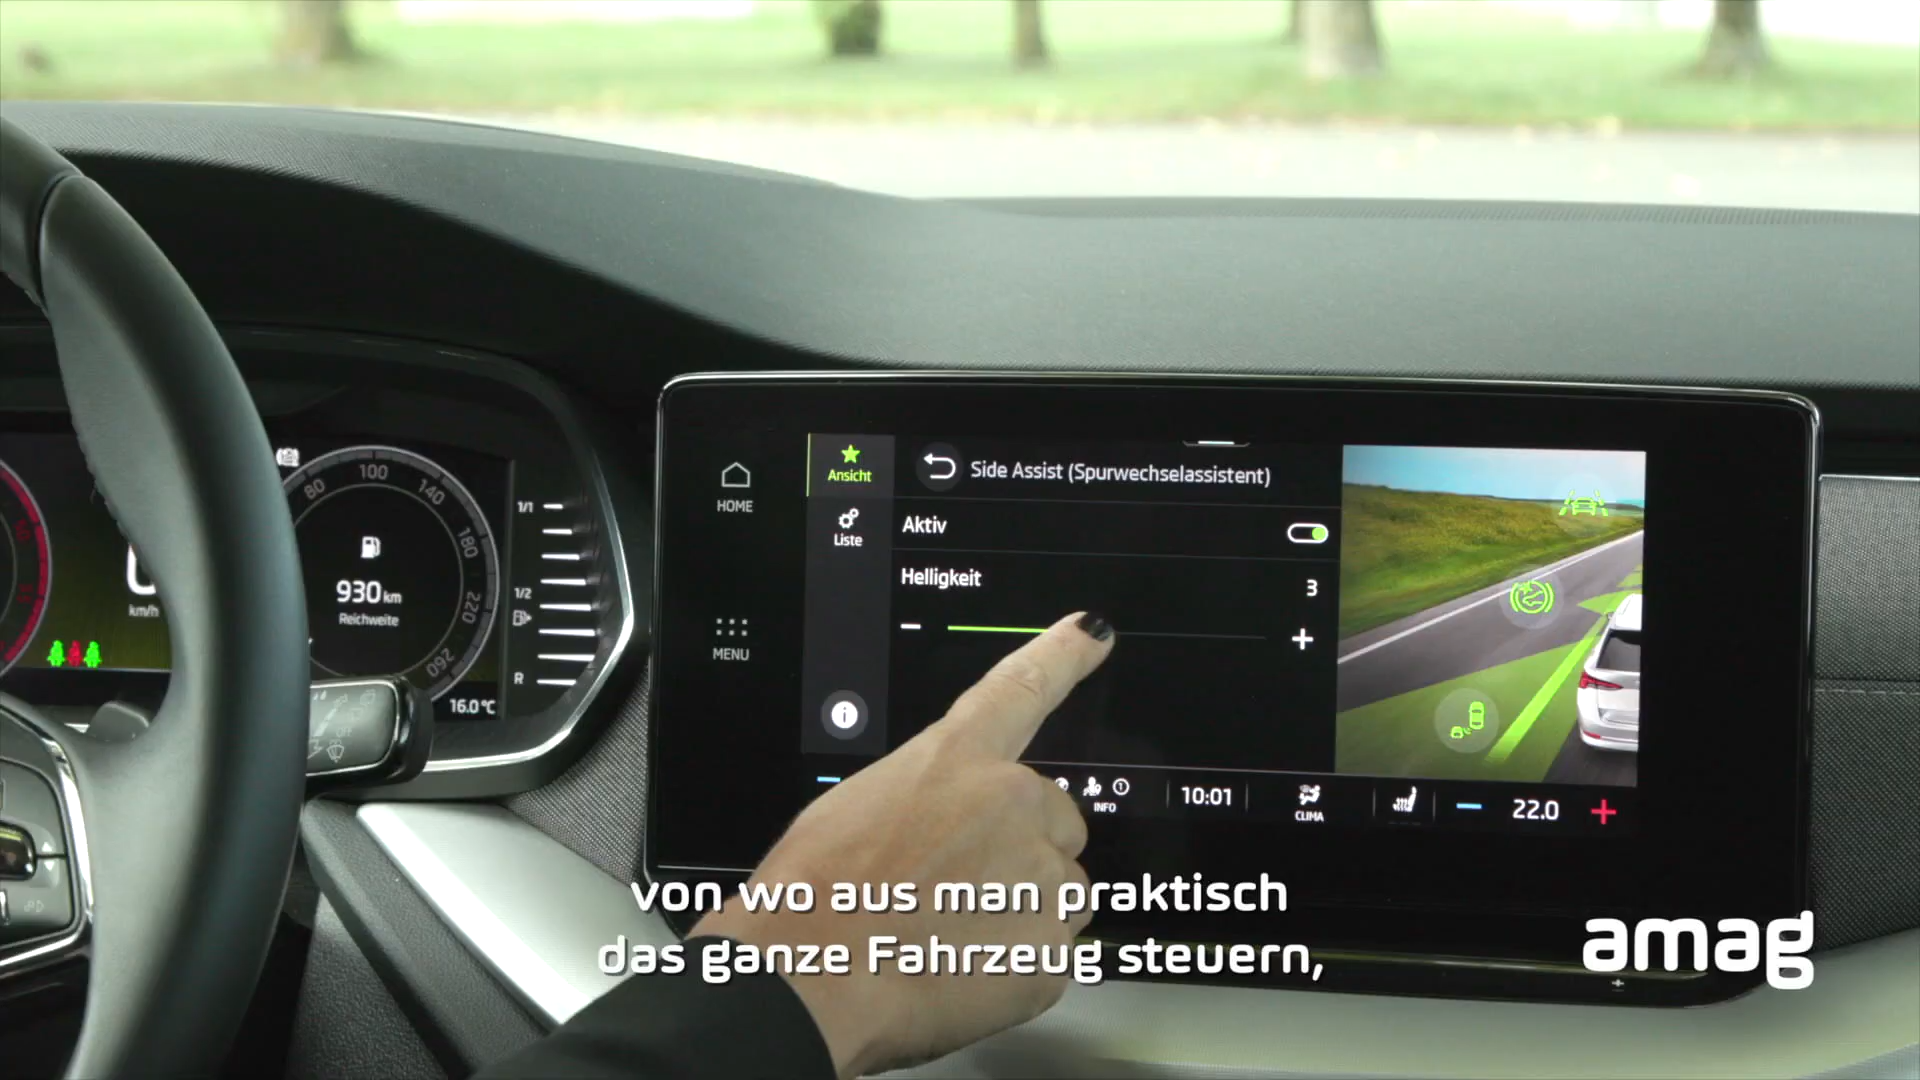 HOME
MENU
Ansicht
Liste
Side Assist (Spurwechselassistent)
Aktiv
Helligkeit
3
INFO
10:01
CLIMA
22.0
80
100
140
180
220
260
930 km
Reichweite
km/h
1/1
1/2
R
16.0 °C
von wo aus man praktisch
das ganze Fahrzeug steuern,
amag